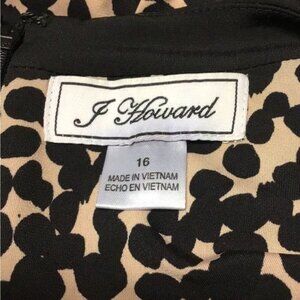 J Howard
16
MADE IN VIETNAM
ECHO EN VIETNAM